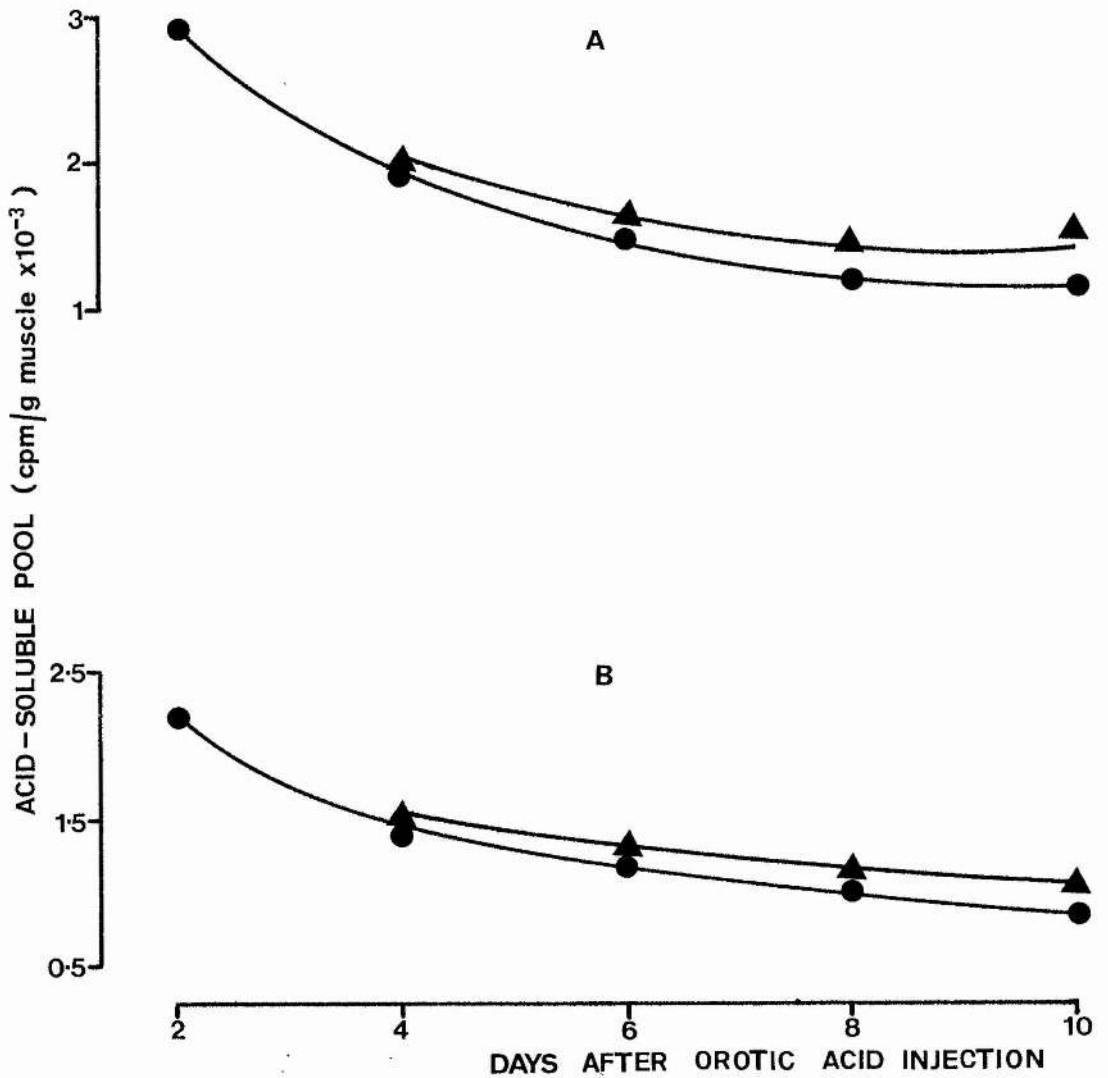 A
3
2
1
ACID-SOLUBLE POOL (cpm/g muscle x10⁻³)
B
2·5
1·5
0·5
2 4 6 8 10
DAYS AFTER OROTIC ACID INJECTION